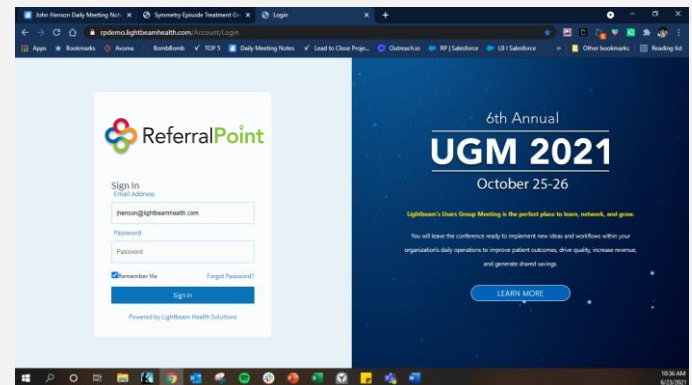 John Henson Daily Meeting Not
Symmetry Episode Treatment Gr
Login
rpdemo.lightbeamhealth.com/Account/Login
Apps
Bookmarks
Avoma
BombBomb
TOP 5
Daily Meeting Notes
Lead to Close Proje...
Outreach.io
RP | Salesforce
LB I Salesforce
»
Other bookmarks
Reading list
ReferralPoint
Sign In
Email Address
jhenson@lightbeamhealth.com
Password
Password
Remember Me
Forgot Password?
Sign In
Powered by Lightbeam Health Solutions
6th Annual
UGM 2021
October 25-26
Lightbeam's Users Group Meeting is the perfect place to learn, network, and grow.
You will leave the conference ready to implement new ideas and workflows within your
organization's daily operations to improve patient outcomes, drive quality, increase revenue,
and generate shared savings.
LEARN MORE
10:36 AM
6/23/2021